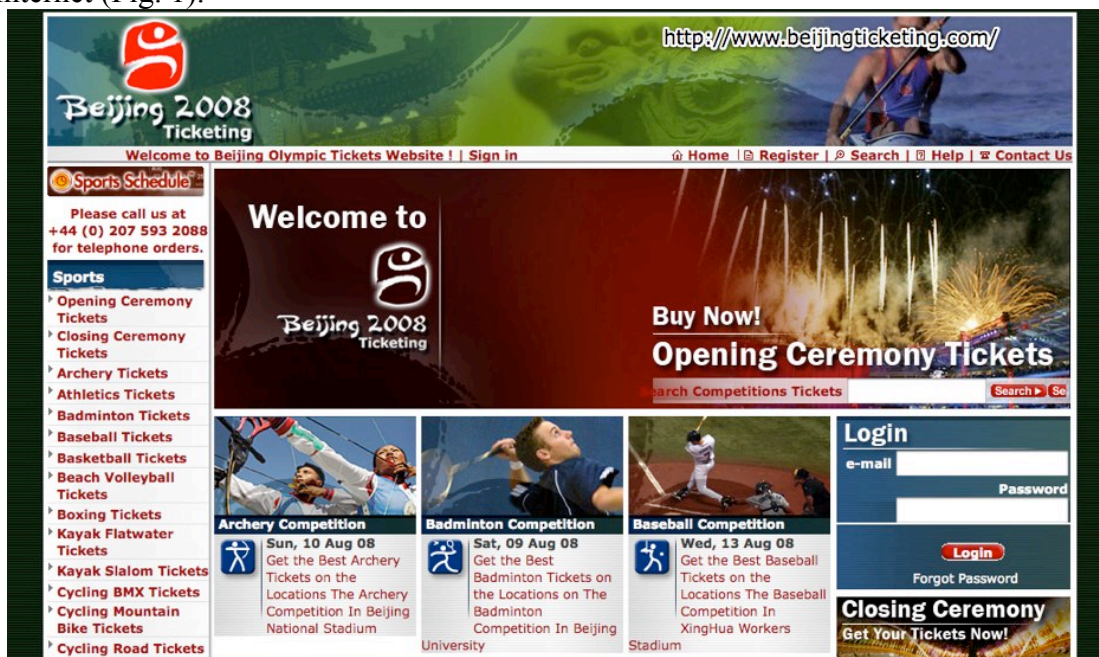 internet (Fig. 1).
http://www.beijingticketing.com/
Beijing 2008
Ticketing
Welcome to Beijing Olympic Tickets Website ! | Sign in
Home | Register | Search | Help | Contact Us
Sports Schedule
Please call us at
+44 (0) 207 593 2088
for telephone orders.
Sports
Opening Ceremony
Tickets
Closing Ceremony
Tickets
Archery Tickets
Athletics Tickets
Badminton Tickets
Baseball Tickets
Basketball Tickets
Beach Volleyball
Tickets
Boxing Tickets
Kayak Flatwater
Tickets
Kayak Slalom Tickets
Cycling BMX Tickets
Cycling Mountain
Bike Tickets
Cycling Road Tickets
Welcome to
Beijing 2008
Ticketing
Buy Now!
Opening Ceremony Tickets
earch Competitions Tickets
Search
Se
Archery Competition
Sun, 10 Aug 08
Get the Best Archery
Tickets on the
Locations The Archery
Competition In Beijing
National Stadium
Badminton Competition
Sat, 09 Aug 08
Get the Best
Badminton Tickets on
the Locations on The
Badminton
Competition In Beijing
University
Baseball Competition
Wed, 13 Aug 08
Get the Best Baseball
Tickets on the
Locations The Baseball
Competition In
XingHua Workers
Stadium
Login
e-mail
Password
Login
Forgot Password
Closing Ceremony
Get Your Tickets Now!